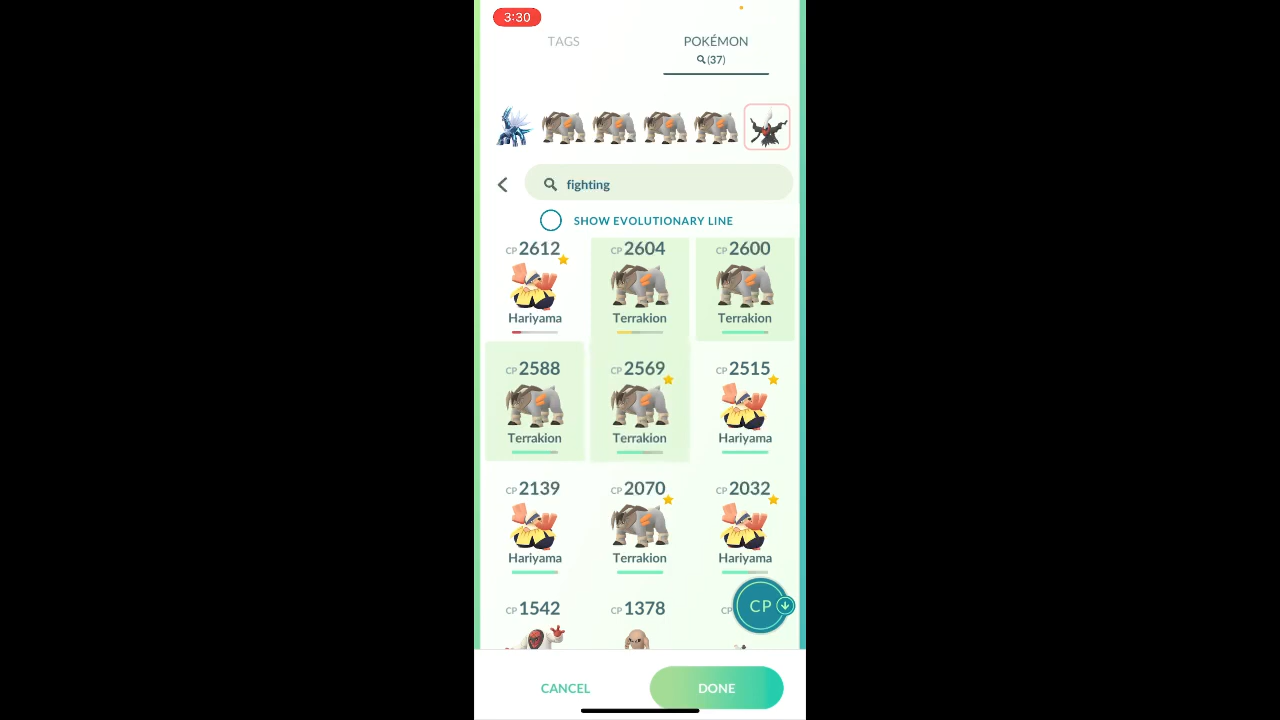 3:30
TAGS
POKÉMON
(37)
fighting
SHOW EVOLUTIONARY LINE
CP 2612
CP 2604
CP 2600
Hariyama
Terrakion
Terrakion
CP 2588
CP 2569
CP 2515
Terrakion
Terrakion
Hariyama
CP 2139
CP 2070
CP 2032
Hariyama
Terrakion
Hariyama
CP 1542
CP 1378
CP
CP
CANCEL
DONE